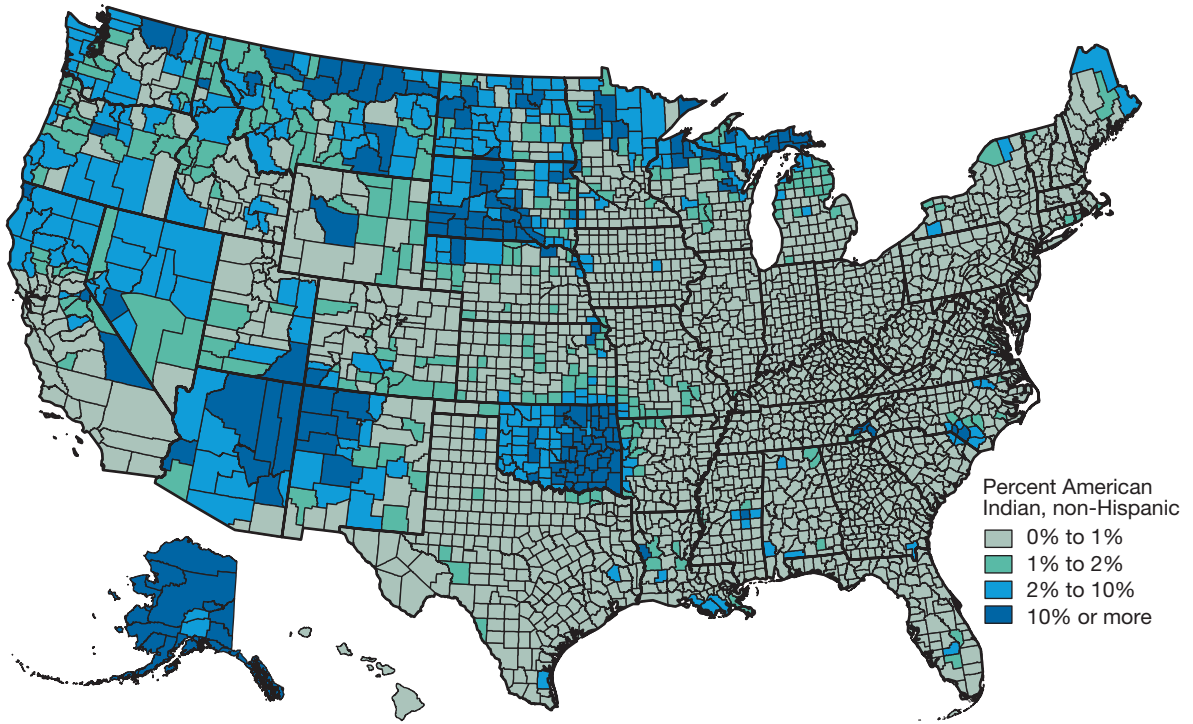 Percent American
Indian, non-Hispanic
0% to 1%
1% to 2%
2% to 10%
10% or more